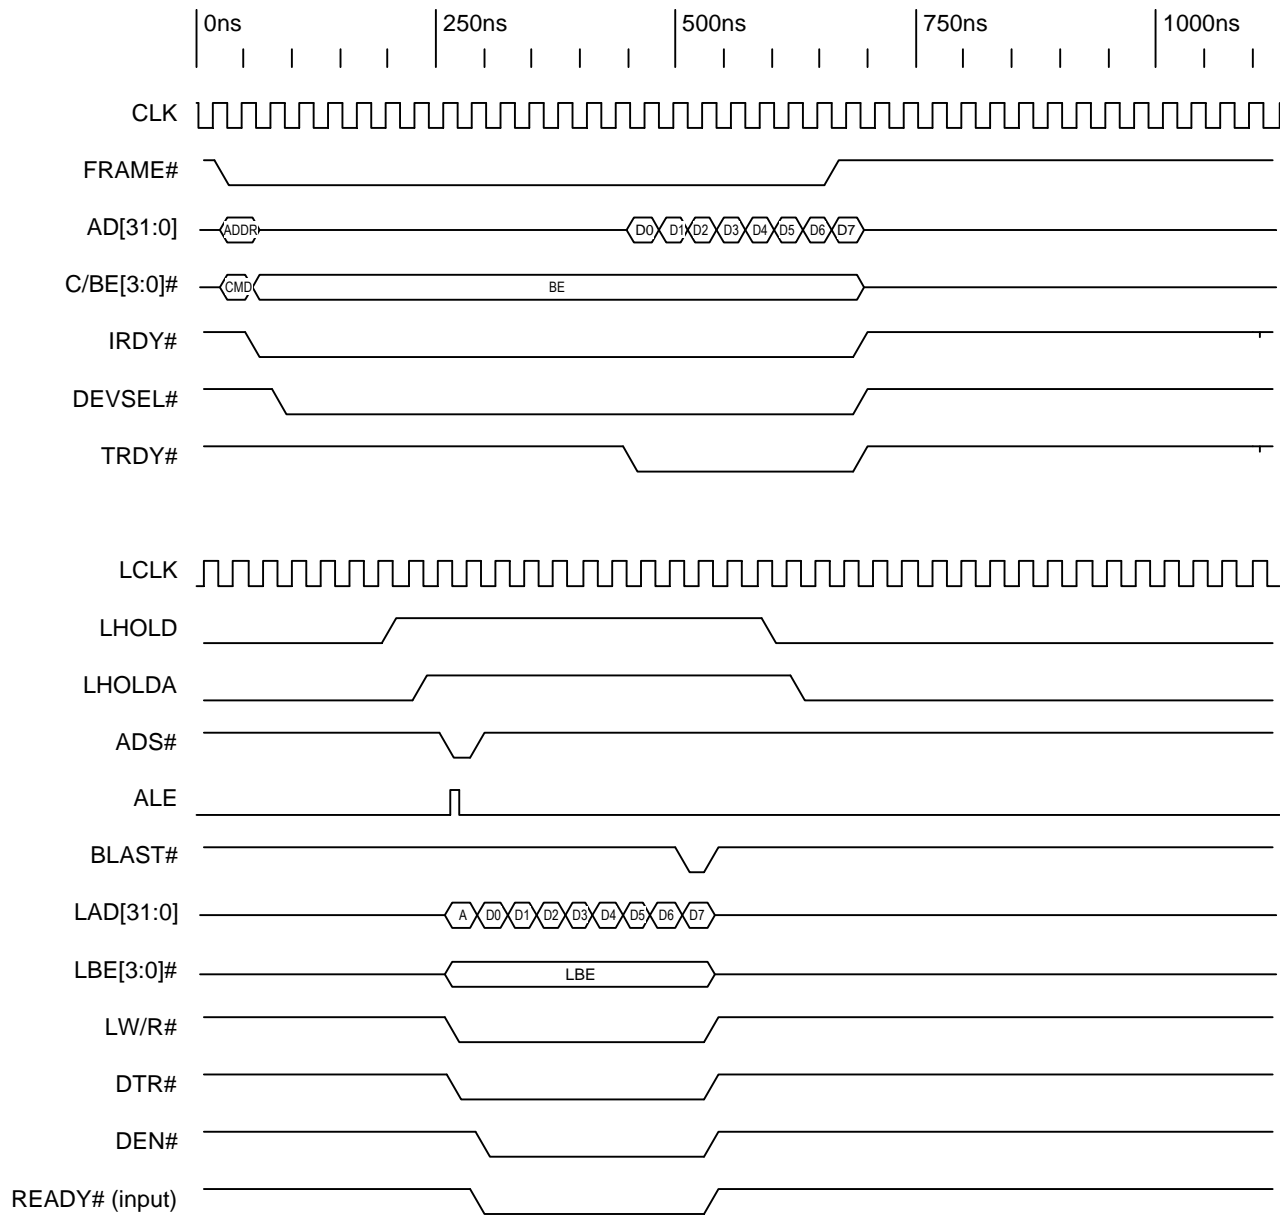 0ns 250ns 500ns 750ns 1000ns
CLK
FRAME#
AD[31:0] ADDR D0 D1 D2 D3 D4 D5 D6 D7
C/BE[3:0]# CMD BE
IRDY#
DEVSEL#
TRDY#
LCLK
LHOLD
LHOLDA
ADS#
ALE
BLAST#
LAD[31:0] A D0 D1 D2 D3 D4 D5 D6 D7
LBE[3:0]# LBE
LW/R#
DTR#
DEN#
READY# (input)